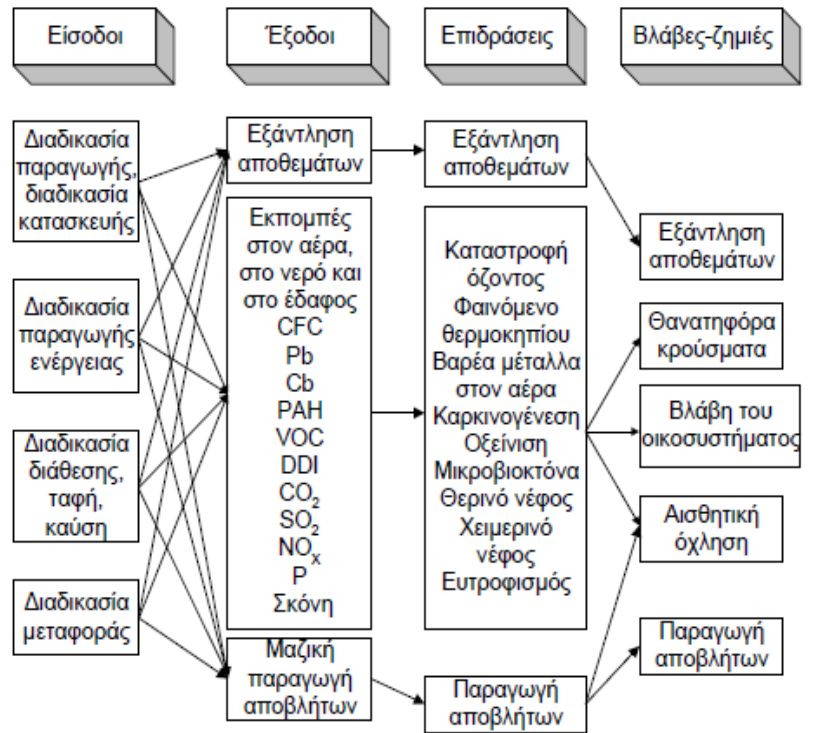 Είσοδοι
Έξοδοι
Επιδράσεις
Βλάβες-ζημιές
Διαδικασία
παραγωγής,
διαδικασία
κατασκευής
Διαδικασία
παραγωγής
ενέργειας
Διαδικασία
διάθεσης,
ταφή,
καύση
Διαδικασία
μεταφοράς
Εξάντληση
αποθεμάτων
Εκπομπές
στον αέρα,
στο νερό και
στο έδαφος
CFC
Pb
Cb
PAH
VOC
DDI
CO₂
SO₂
NOₓ
P
Σκόνη
Μαζική
παραγωγή
αποβλήτων
Εξάντληση
αποθεμάτων
Καταστροφή
όζοντος
Φαινόμενο
θερμοκηπίου
Βαρέα μέταλλα
στον αέρα
Καρκινογένεση
Οξείνιση
Μικροβιοκτόνα
Θερινό νέφος
Χειμερινό
νέφος
Ευτροφισμός
Παραγωγή
αποβλήτων
Εξάντληση
αποθεμάτων
Θανατηφόρα
κρούσματα
Βλάβη του
οικοσυστήματος
Αισθητική
όχληση
Παραγωγή
αποβλήτων